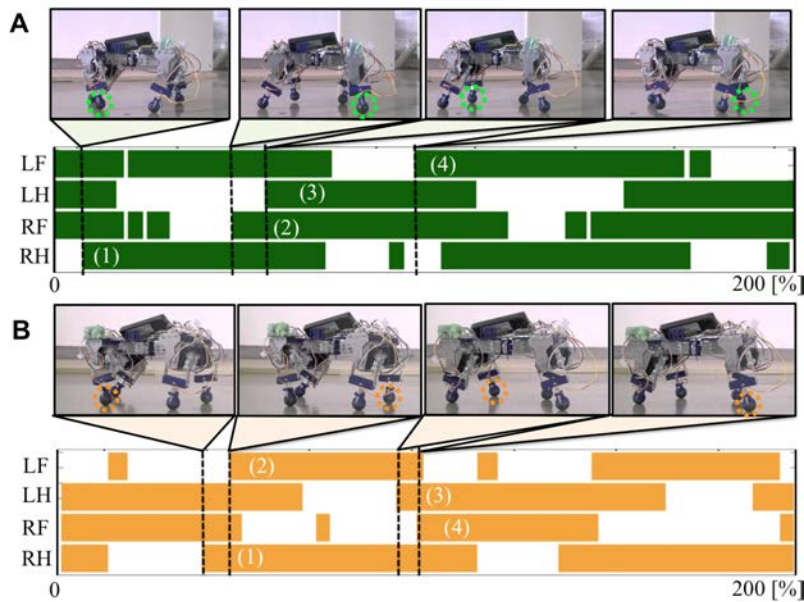 A
LF
(4)
LH
(3)
RF
(2)
RH
(1)
0
200 [%]
B
LF
(2)
LH
(3)
RF
(4)
RH
(1)
0
200 [%]